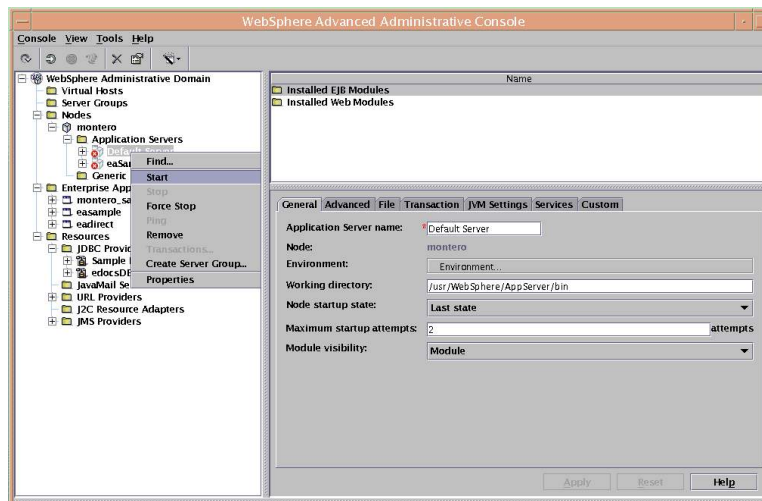 WebSphere Advanced Administrative Console
Console View Tools Help
WebSphere Administrative Domain
Virtual Hosts
Server Groups
Nodes
montero
Application Servers
Default Server
eaSa
Generic
Enterprise App
montero_sa
easample
eadirect
Resources
JDBC Provid
Sample
edocsDB
JavaMail Se
URL Providers
J2C Resource Adapters
JMS Providers
Find...
Start
Stop
Force Stop
Ping
Remove
Transactions...
Create Server Group...
Properties
Name
Installed EJB Modules
Installed Web Modules
General Advanced File Transaction JVM Settings Services Custom
Application Server name: *Default Server
Node: montero
Environment: Environment...
Working directory: /usr/WebSphere/AppServer/bin
Node startup state: Last state
Maximum startup attempts: 2 attempts
Module visibility: Module
Apply Reset Help